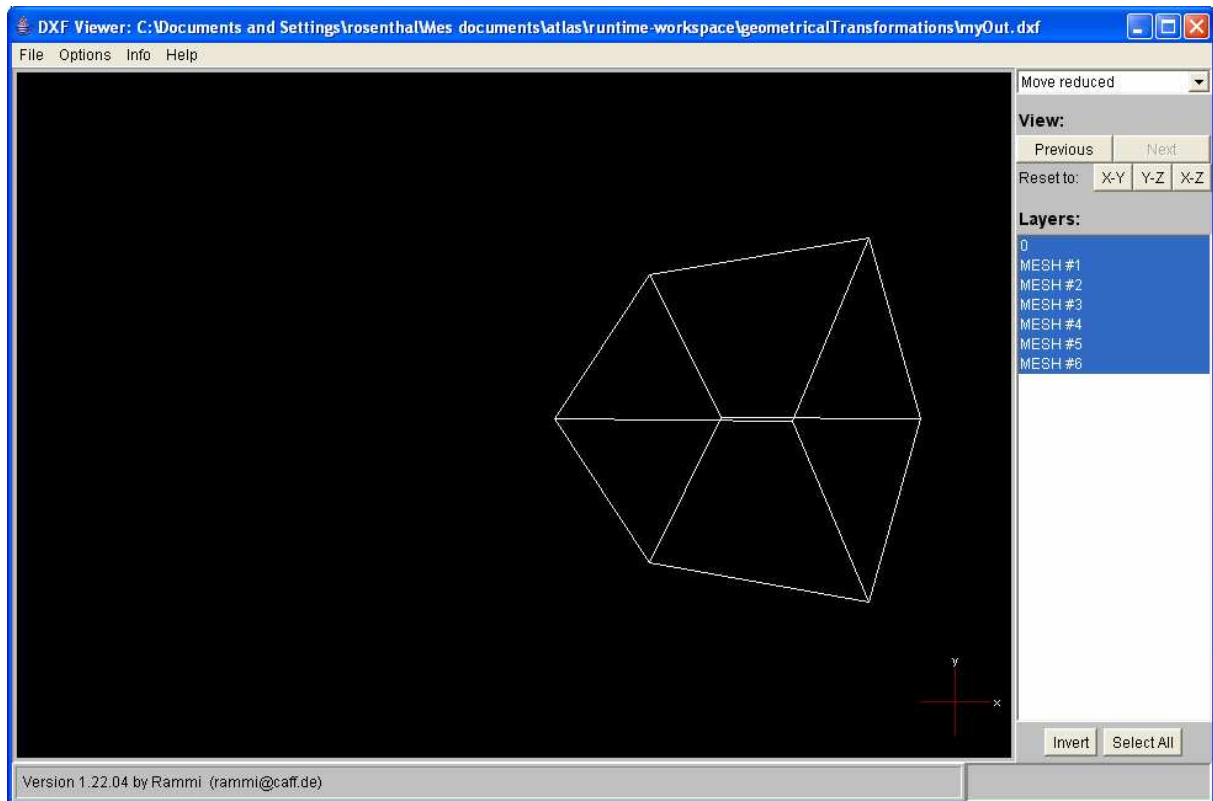 DXF Viewer: C:\Documents and Settings\rosenthal\Mes documents\atlas\runtime-workspace\geometricalTransformations\myOut.dxf
File Options Info Help
Move reduced
View:
Previous Next
Reset to: X-Y Y-Z X-Z
Layers:
0
MESH #1
MESH #2
MESH #3
MESH #4
MESH #5
MESH #6
y
x
Invert Select All
Version 1.22.04 by Rammi (rammi@caff.de)